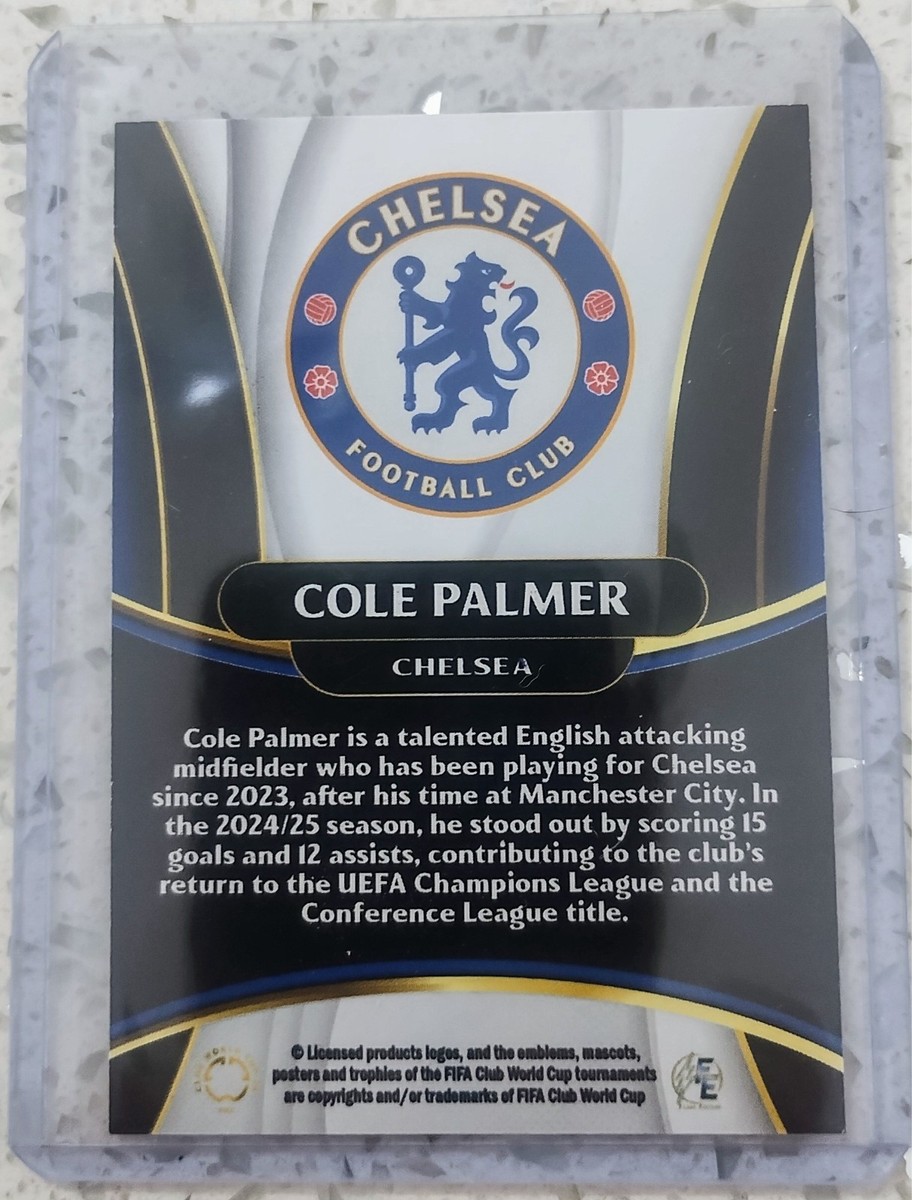 CHELSEA
FOOTBALL CLUB
COLE PALMER
CHELSEA
Cole Palmer is a talented English attacking
midfielder who has been playing for Chelsea
since 2023, after his time at Manchester City. In
the 2024/25 season, he stood out by scoring 15
goals and 12 assists, contributing to the club's
return to the UEFA Champions League and the
Conference League title.
© Licensed products logos, and the emblems, mascots,
posters and trophies of the FIFA Club World Cup tournaments
are copyrights and/or trademarks of FIFA Club World Cup
FE